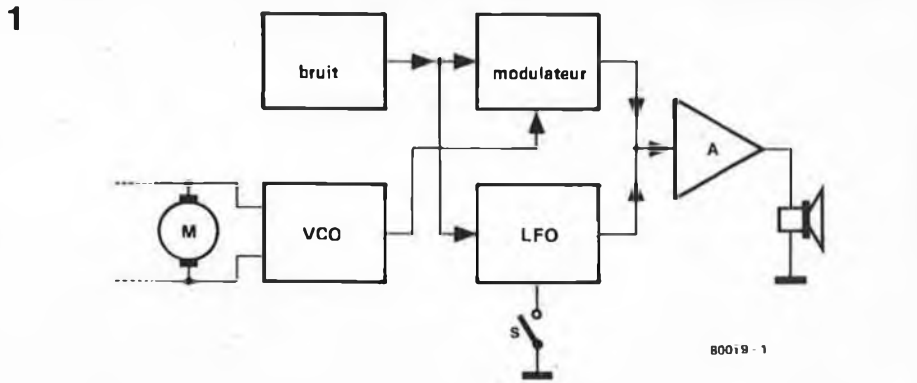 1
bruit
modulateur
A
M
VCO
LFO
S
80019 - 1